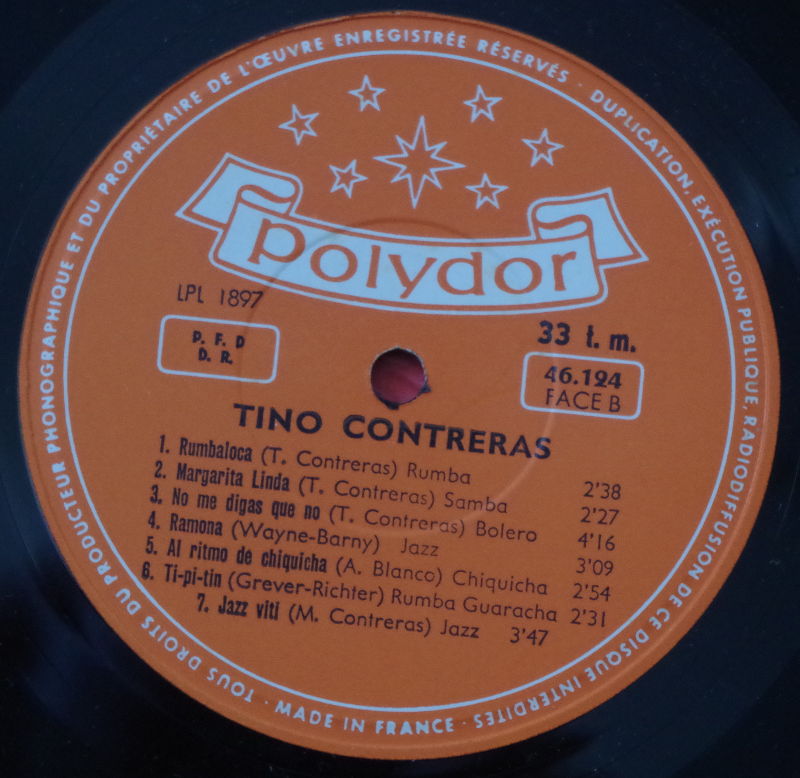 TOUS DROITS DU PRODUCTEUR PHONOGRAPHIQUE ET DU PROPRIÉTAIRE DE L'ŒUVRE ENREGISTRÉE RÉSERVÉS · DUPLICATION, EXÉCUTION PUBLIQUE, RADIODIFFUSION DE CE DISQUE INTERDITES
polydor
LPL 1897
P. F. D
D. R.
33 t. m.
46.124
FACE B
TINO CONTRERAS
1. Rumbaloca (T. Contreras) Rumba 2'38
2. Margarita Linda (T. Contreras) Samba 2'27
3. No me digas que no (T. Contreras) Bolero 4'16
4. Ramona (Wayne-Barny) Jazz 3'09
5. Al ritmo de chiquicha (A. Blanco) Chiquicha 2'54
6. Ti-pi-tin (Grever-Richter) Rumba Guaracha 2'31
7. Jazz viti (M. Contreras) Jazz 3'47
· MADE IN FRANCE ·